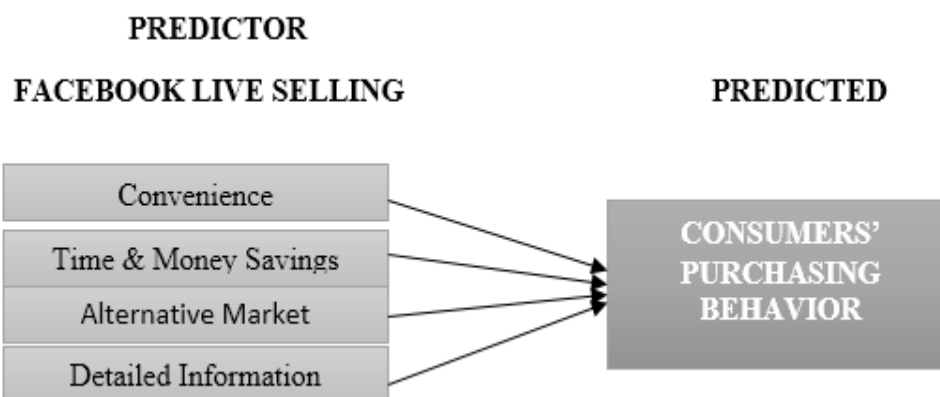 PREDICTOR
FACEBOOK LIVE SELLING
PREDICTED
Convenience
Time & Money Savings
Alternative Market
Detailed Information
CONSUMERS’
PURCHASING
BEHAVIOR